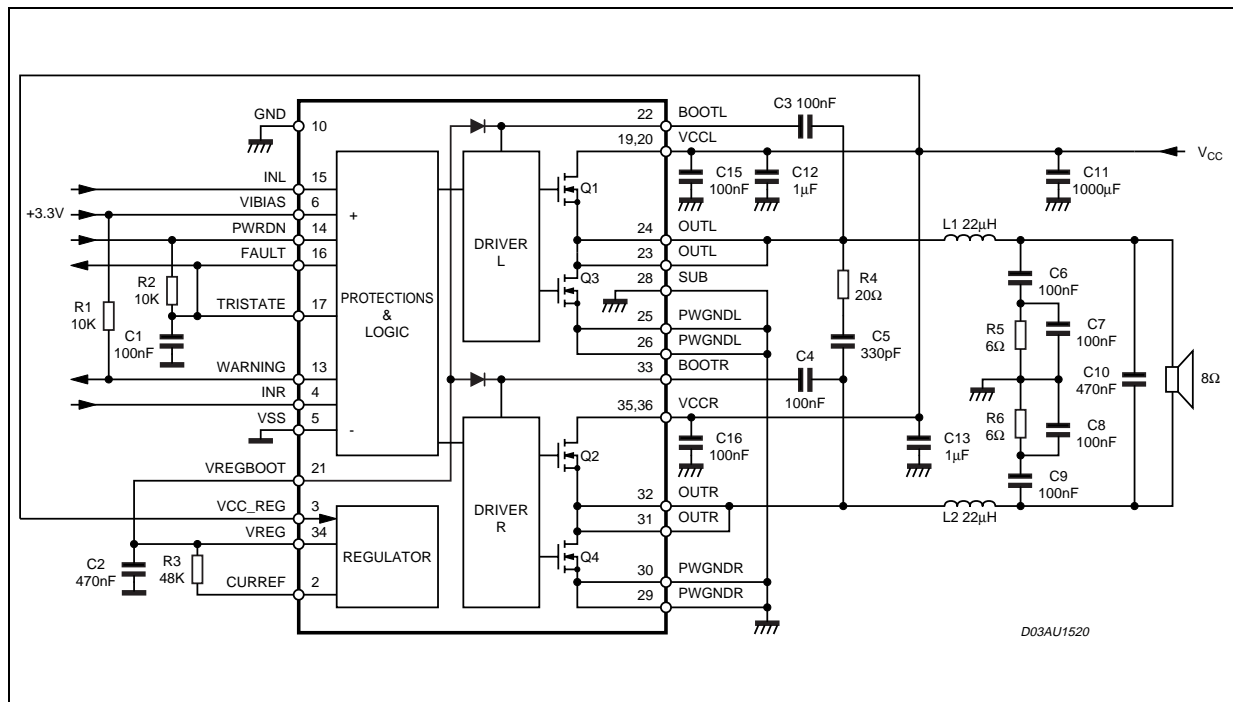 GND
10
INL
15
+3.3V
VIBIAS
6
PWRDN
14
FAULT
16
R2
10K
R1
10K
TRISTATE
17
C1
100nF
WARNING
13
INR
4
VSS
5
VREGBOOT
21
VCC_REG
3
VREG
34
C2
470nF
R3
48K
CURREF
2
+
PROTECTIONS
&
LOGIC
-
REGULATOR
DRIVER
L
DRIVER
R
Q1
Q3
Q2
Q4
22
BOOTL
19,20
VCCL
24
OUTL
23
OUTL
28
SUB
25
PWGNDL
26
PWGNDL
33
BOOTR
35,36
VCCR
32
OUTR
31
OUTR
30
PWGNDR
29
PWGNDR
C3 100nF
C15
100nF
C12
1µF
C11
1000µF
VCC
L1 22µH
R4
20Ω
C5
330pF
C4
100nF
C16
100nF
C13
1µF
C6
100nF
R5
6Ω
C7
100nF
C10
470nF
8Ω
R6
6Ω
C8
100nF
C9
100nF
L2 22µH
D03AU1520